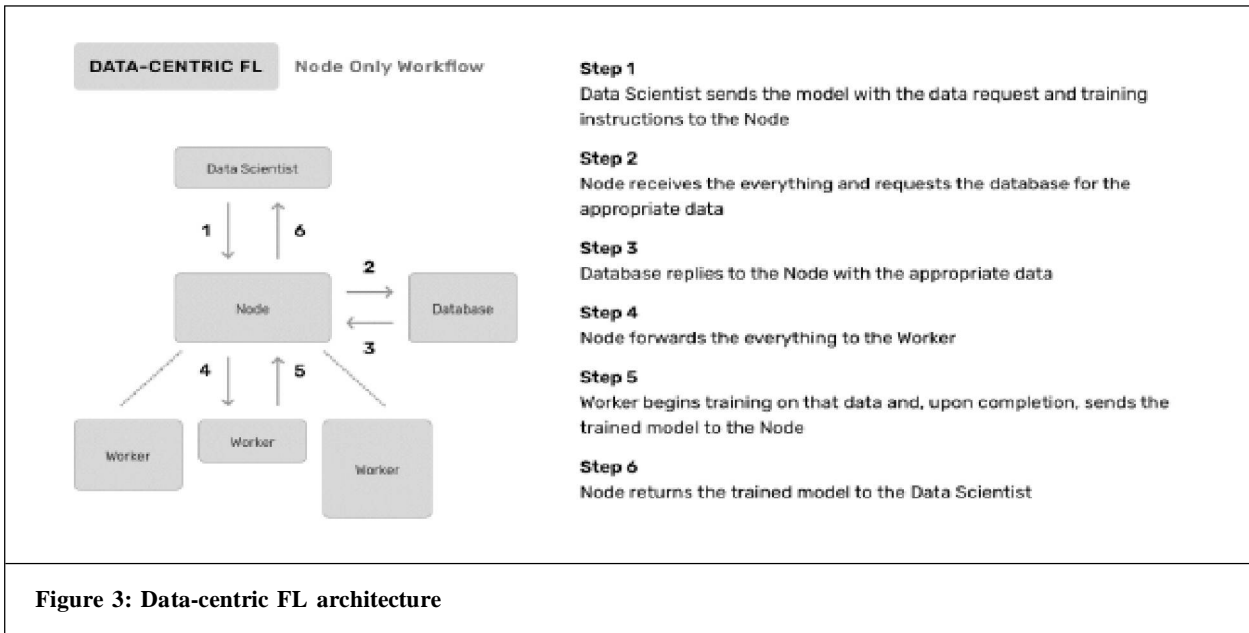 DATA-CENTRIC FL
Node Only Workflow
Data Scientist
1
6
Node
2
3
Database
4
5
Worker
Worker
Worker
Step 1
Data Scientist sends the model with the data request and training
instructions to the Node
Step 2
Node receives the everything and requests the database for the
appropriate data
Step 3
Database replies to the Node with the appropriate data
Step 4
Node forwards the everything to the Worker
Step 5
Worker begins training on that data and, upon completion, sends the
trained model to the Node
Step 6
Node returns the trained model to the Data Scientist
Figure 3: Data-centric FL architecture